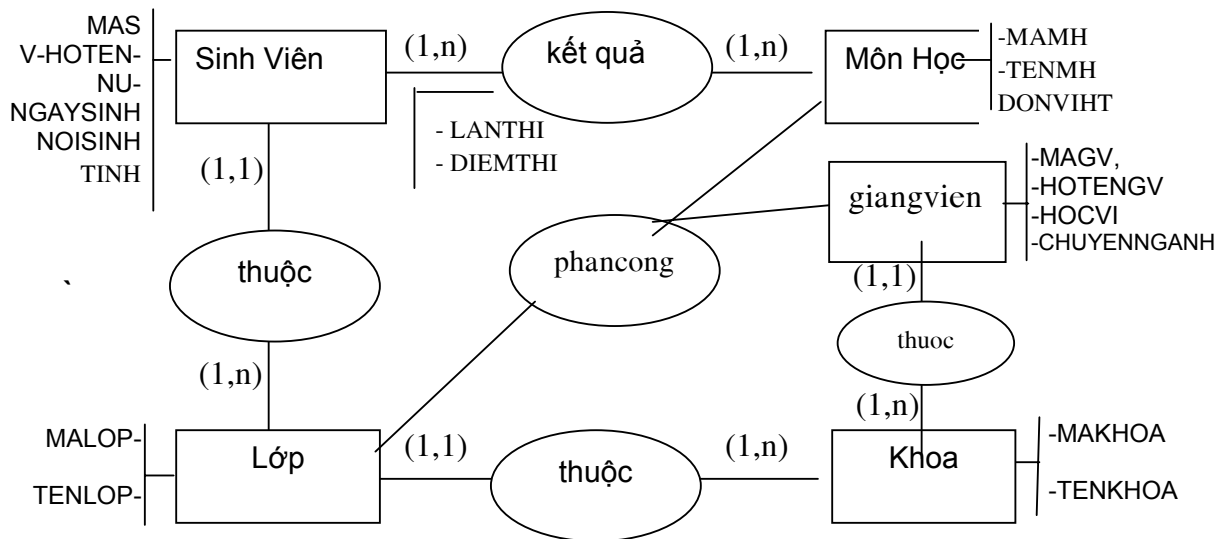 MAS
V-HOTEN-
NU-
NGAYSINH
NOISINH
TINH
Sinh Viên
(1,n)
kết quả
(1,n)
Môn Học
-MAMH
-TENMH
DONVIHT
- LANTHI
- DIEMTHI
(1,1)
giangvien
-MAGV,
-HOTENGV
-HOCVI
-CHUYENNGANH
thuộc
phancong
(1,1)
thuoc
(1,n)
(1,n)
MALOP-
TENLOP-
Lớp
(1,1)
thuộc
(1,n)
Khoa
-MAKHOA
-TENKHOA